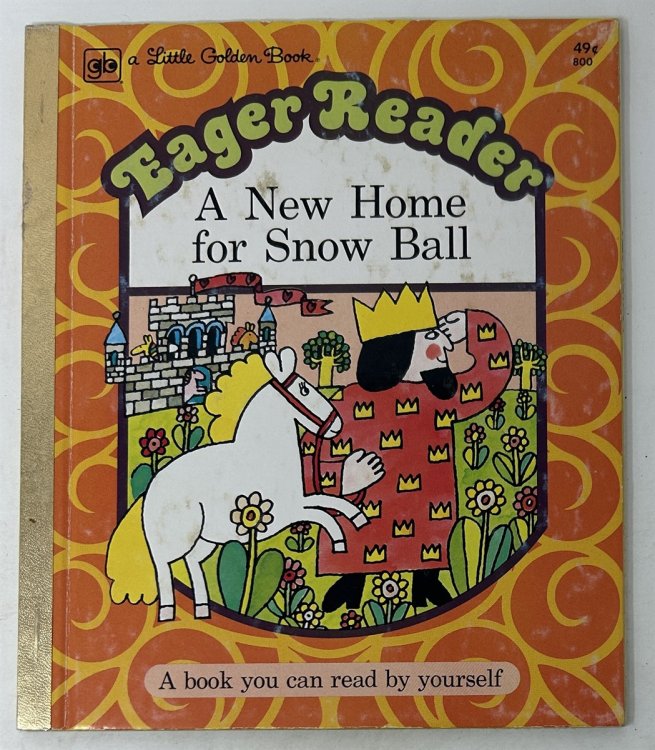 gb a Little Golden Book
49¢
800
Eager Reader
A New Home
for Snow Ball
A book you can read by yourself